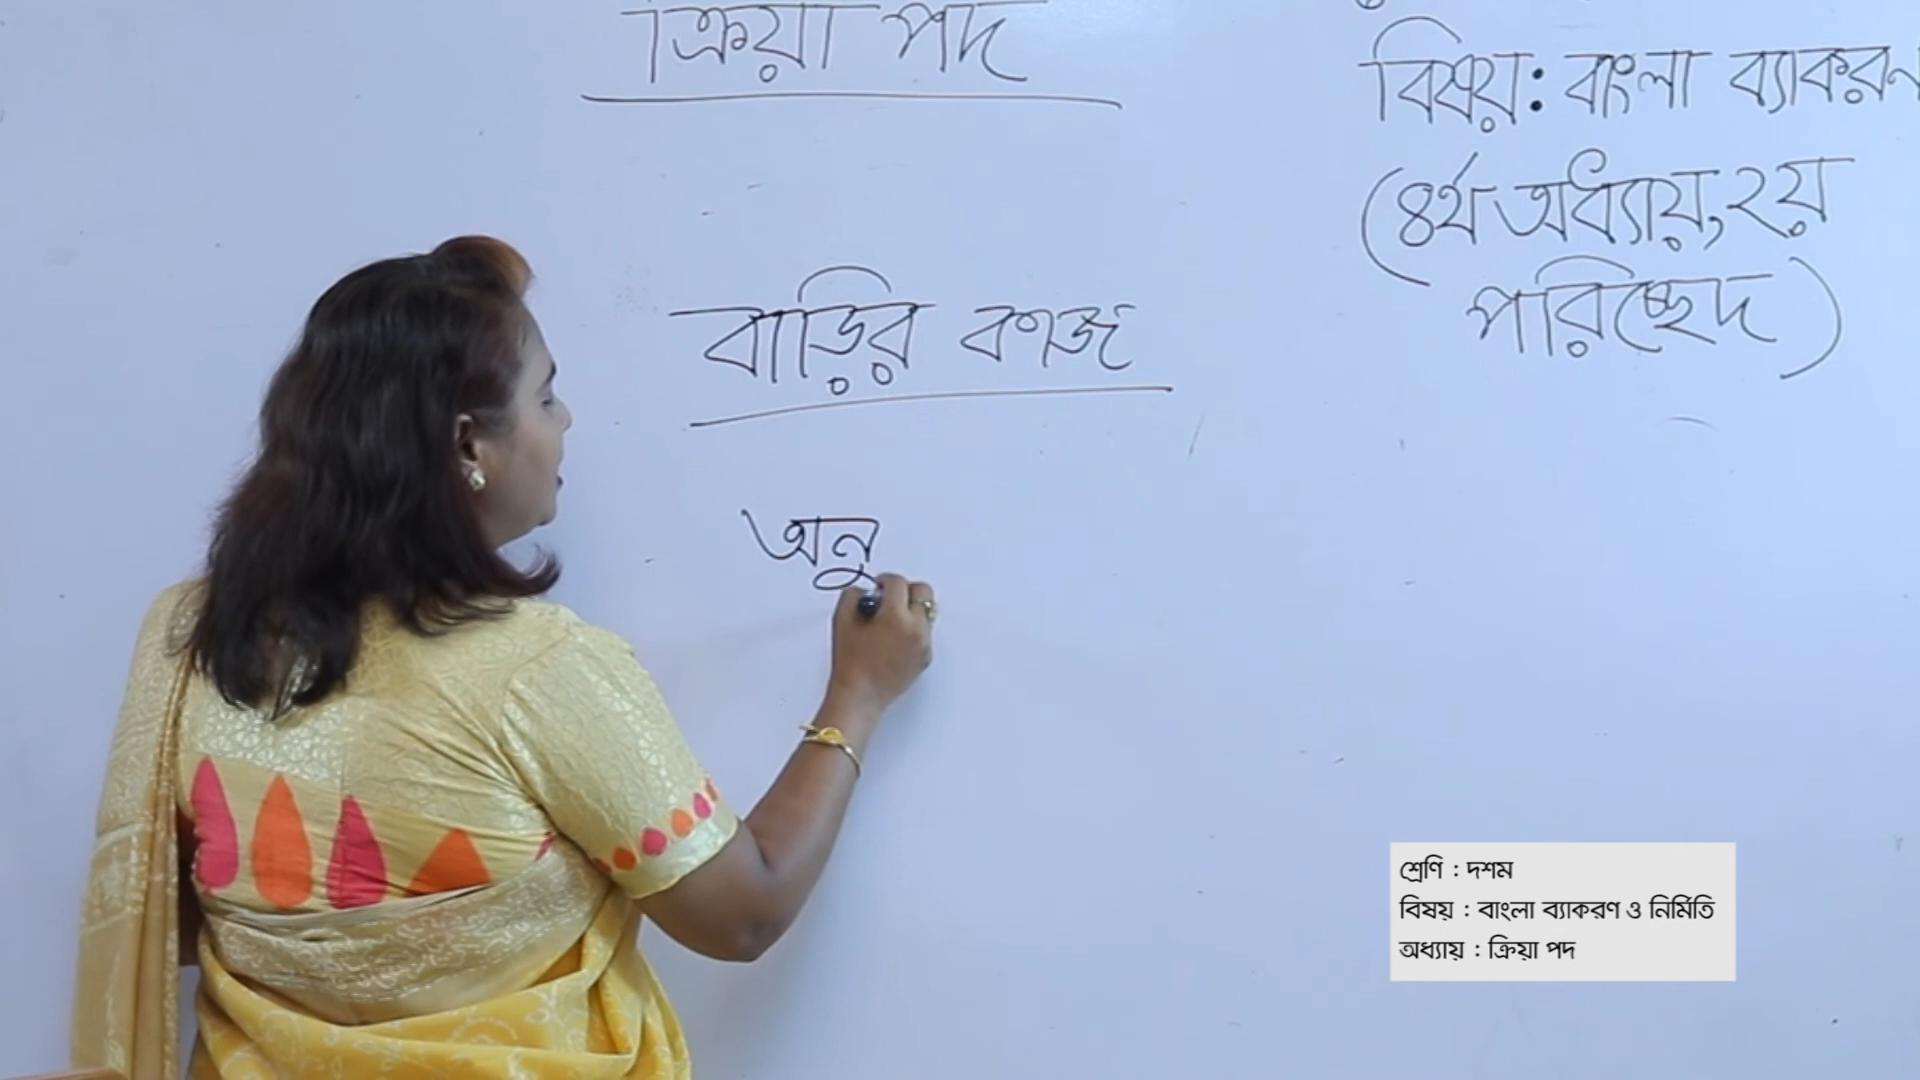 ক্রিয়া পদ
বিষয়: বাংলা ব্যাকরণ
(৪র্থ অধ্যায়, ২য়
পরিচ্ছেদ)
বাড়ির কাজ
অনু
শ্রেণি : দশম
বিষয় : বাংলা ব্যাকরণ ও নির্মিতি
অধ্যায় : ক্রিয়া পদ